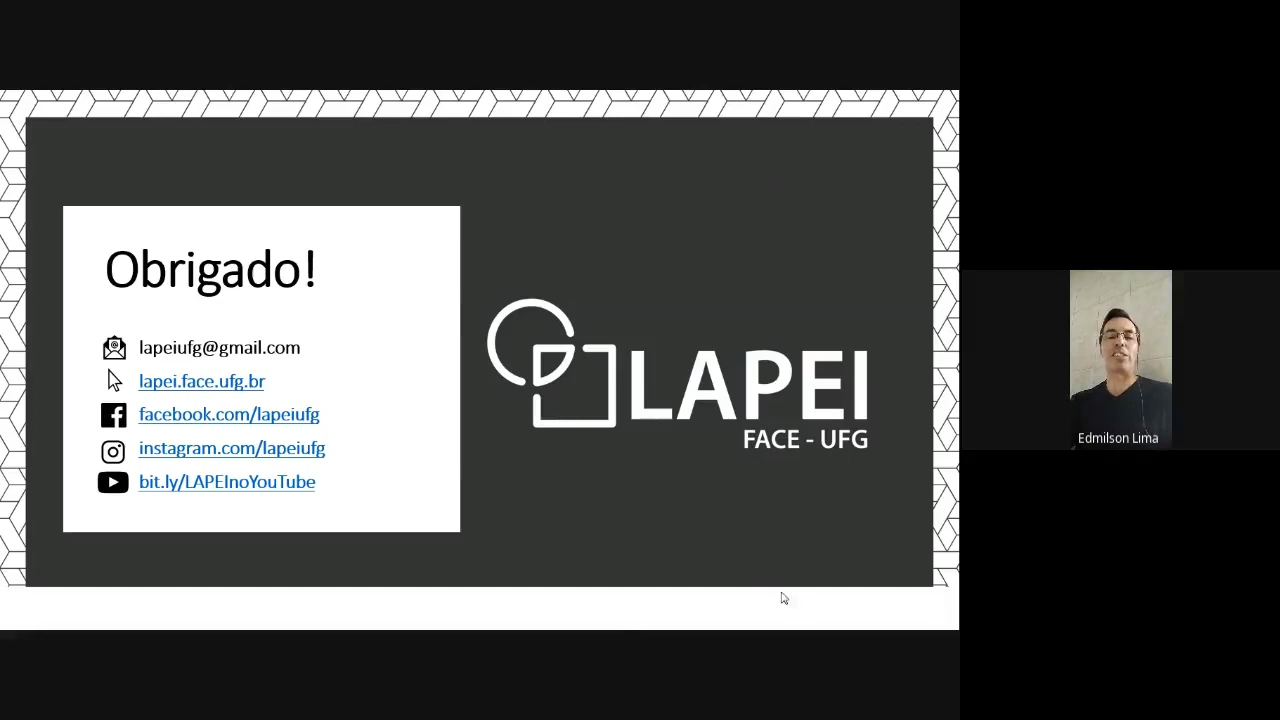 Obrigado!
lapeiufg@gmail.com
lapei.face.ufg.br
facebook.com/lapeiufg
instagram.com/lapeiufg
bit.ly/LAPEInoYouTube
LAPEI
FACE - UFG
Edmilson Lima